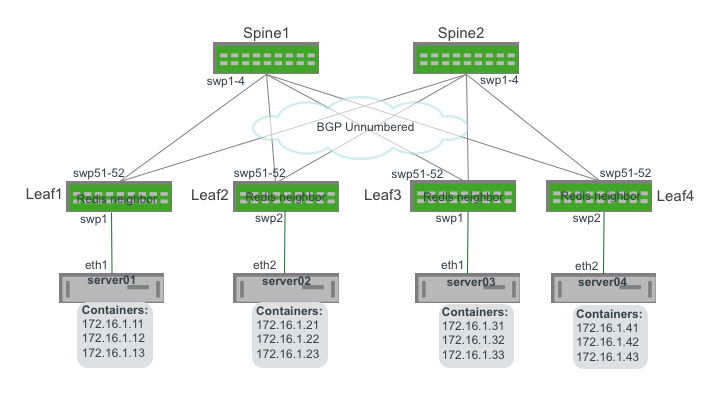 Spine1
Spine2
swp1-4
swp1-4
BGP Unnumbered
swp51-52
swp51-52
swp51-52
swp51-52
Leaf1
Redis neighbor
Leaf2
Redis neighbor
Leaf3
Redis neighbor
Redis neighbor
Leaf4
swp1
swp2
swp1
swp2
eth1
eth2
eth1
eth2
server01
server02
server03
server04
Containers:
172.16.1.11
172.16.1.12
172.16.1.13
Containers:
172.16.1.21
172.16.1.22
172.16.1.23
Containers:
172.16.1.31
172.16.1.32
172.16.1.33
Containers:
172.16.1.41
172.16.1.42
172.16.1.43